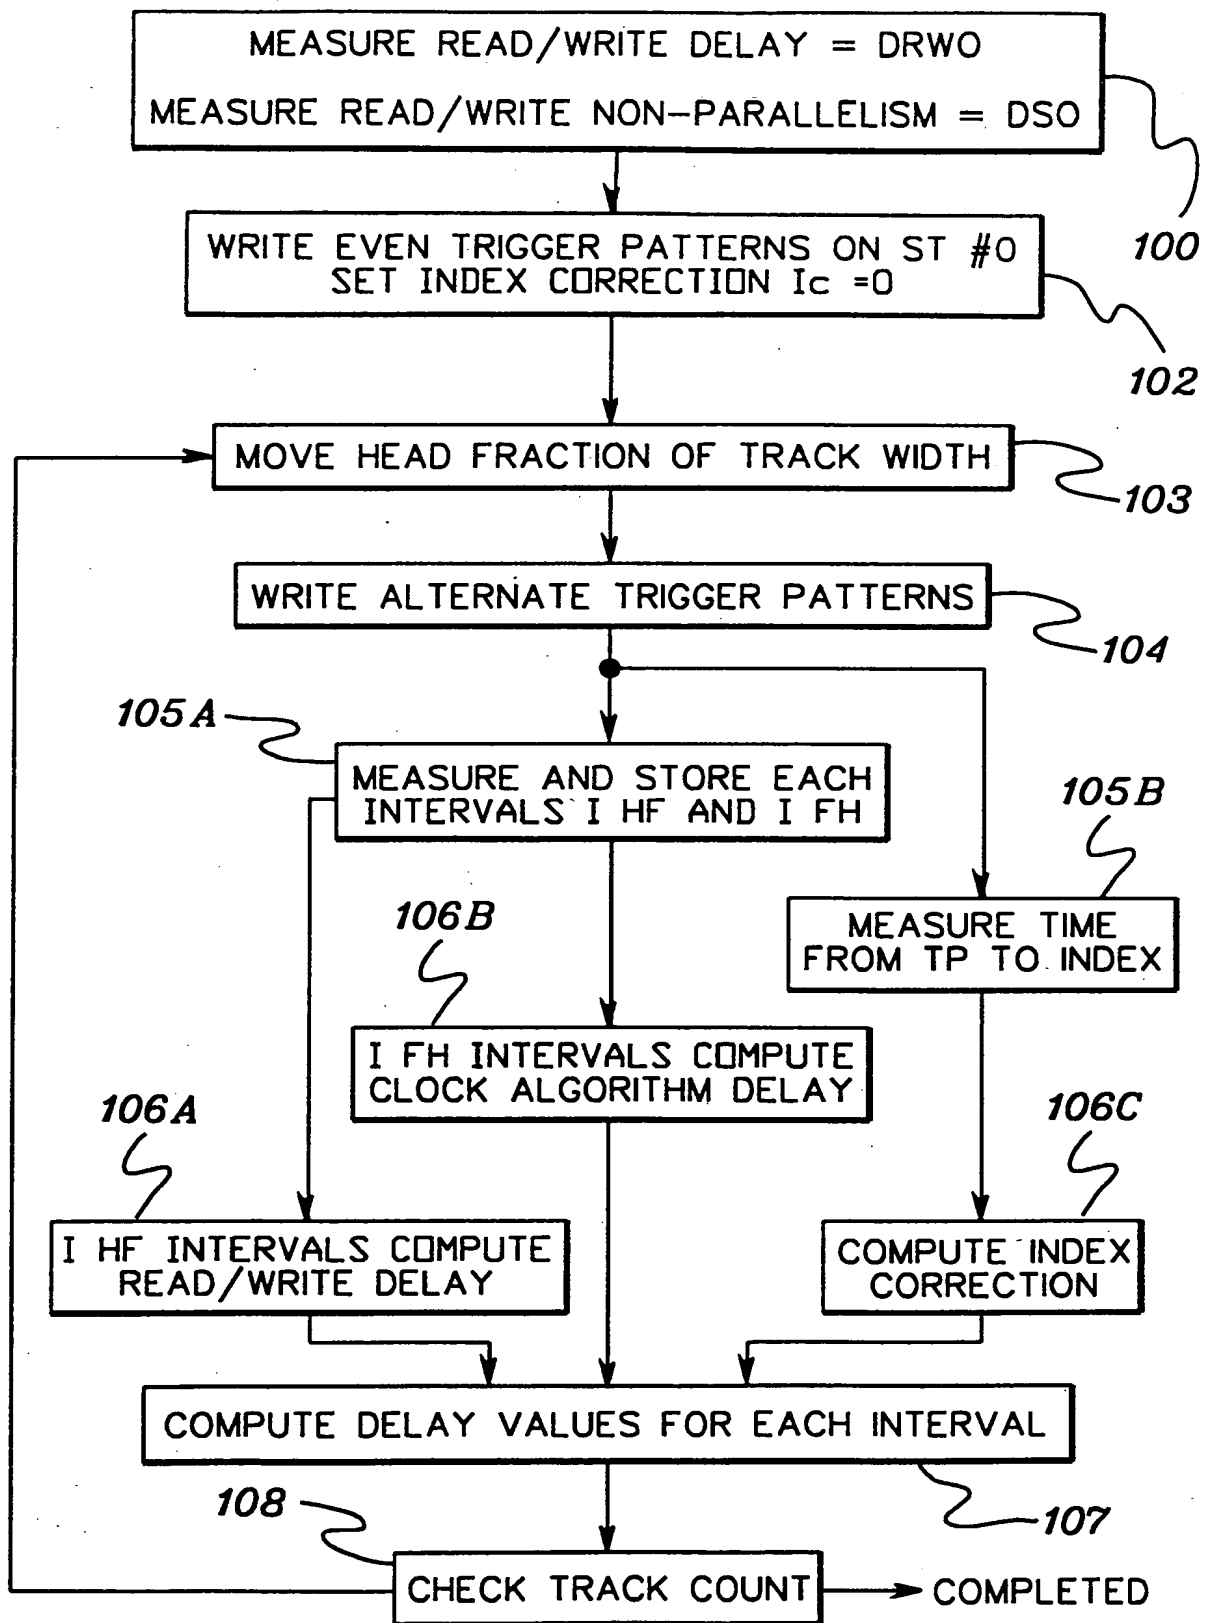 MEASURE READ/WRITE DELAY = DRWO
MEASURE READ/WRITE NON-PARALLELISM = DSO
100
WRITE EVEN TRIGGER PATTERNS ON ST #0
SET INDEX CORRECTION Ic =0
102
MOVE HEAD FRACTION OF TRACK WIDTH
103
WRITE ALTERNATE TRIGGER PATTERNS
104
105A
MEASURE AND STORE EACH
INTERVALS I HF AND I FH
105B
MEASURE TIME
FROM TP TO INDEX
106B
I FH INTERVALS COMPUTE
CLOCK ALGORITHM DELAY
106A
I HF INTERVALS COMPUTE
READ/WRITE DELAY
106C
COMPUTE INDEX
CORRECTION
COMPUTE DELAY VALUES FOR EACH INTERVAL
107
108
CHECK TRACK COUNT
COMPLETED